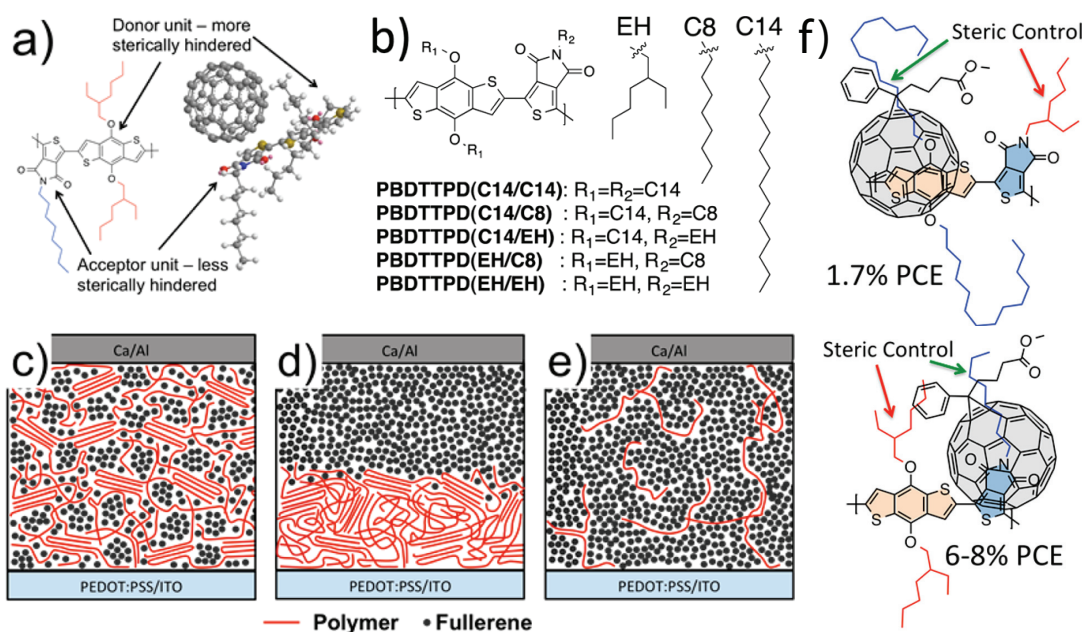 a)
Donor unit – more
sterically hindered
S
O
O
N
O
S
S
O
Acceptor unit – less
sterically hindered
b)
R1
O
S
S
O
R1
R2
O
N
O
S
EH
C8
C14
PBDTTPD(C14/C14): R1=R2=C14
PBDTTPD(C14/C8) : R1=C14, R2=C8
PBDTTPD(C14/EH) : R1=C14, R2=EH
PBDTTPD(EH/C8) : R1=EH, R2=C8
PBDTTPD(EH/EH) : R1=EH, R2=EH
c)
Ca/Al
PEDOT:PSS/ITO
d)
Ca/Al
PEDOT:PSS/ITO
e)
Ca/Al
PEDOT:PSS/ITO
Polymer
Fullerene
f)
Steric Control
O
O
O
S
S
O
O
N
O
S
1.7% PCE
Steric Control
O
O
O
S
S
O
O
N
O
S
6-8% PCE